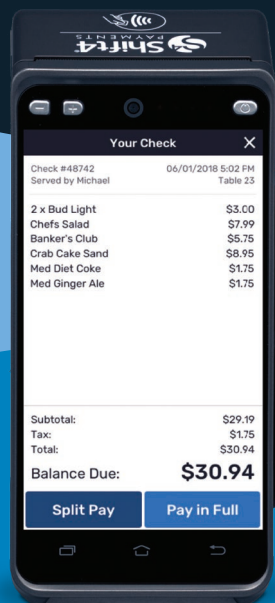 Shift4
PAYMENTS
Your Check X
Check #48742 06/01/2018 5:02 PM
Served by Michael Table 23
2 x Bud Light $3.00
Chefs Salad $7.99
Banker's Club $5.75
Crab Cake Sand $8.95
Med Diet Coke $1.75
Med Ginger Ale $1.75
Subtotal: $29.19
Tax: $1.75
Total: $30.94
Balance Due: $30.94
Split Pay Pay in Full